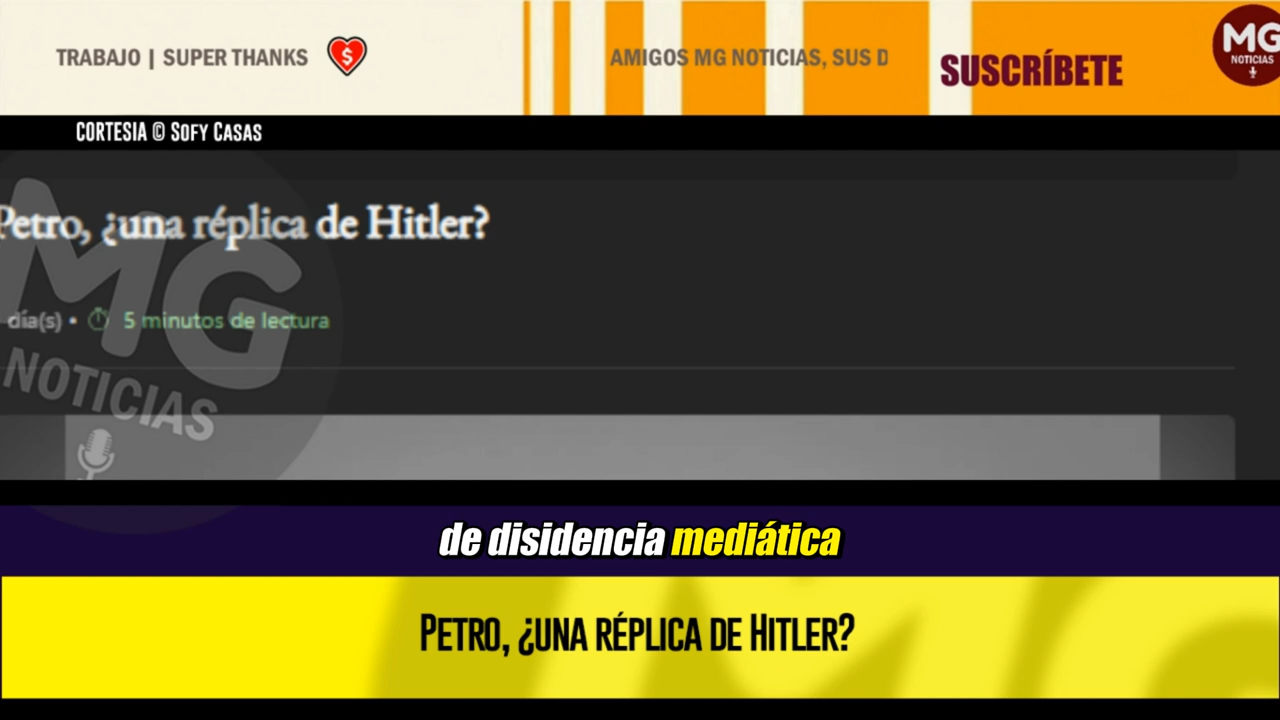 TRABAJO | SUPER THANKS
AMIGOS MG NOTICIAS, SUS D
SUSCRÍBETE
MG
NOTICIAS
CORTESIA © SOFY CASAS
Petro, ¿una réplica de Hitler?
MG
día(s) • 5 minutos de lectura
NOTICIAS
de disidencia mediática
PETRO, ¿UNA RÉPLICA DE HITLER?